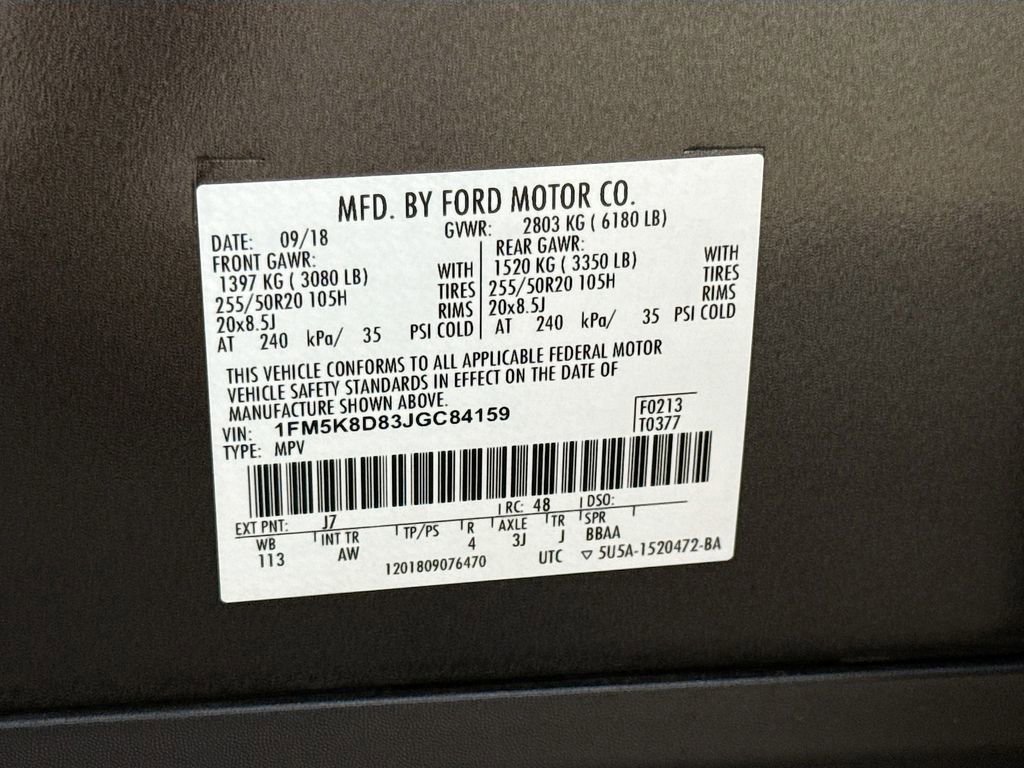 MFD. BY FORD MOTOR CO.
DATE: 09/18 GVWR: 2803 KG ( 6180 LB)
FRONT GAWR: REAR GAWR:
1397 KG ( 3080 LB) WITH 1520 KG ( 3350 LB) WITH
255/50R20 105H TIRES 255/50R20 105H TIRES
20x8.5J RIMS 20x8.5J RIMS
AT 240 kPa/ 35 PSI COLD AT 240 kPa/ 35 PSI COLD
THIS VEHICLE CONFORMS TO ALL APPLICABLE FEDERAL MOTOR
VEHICLE SAFETY STANDARDS IN EFFECT ON THE DATE OF
MANUFACTURE SHOWN ABOVE.
VIN: 1FM5K8D83JGC84159 F0213
TYPE: MPV T0377
EXT PNT: J7 RC: 48 DSO:
WB INT TR TP/PS R AXLE TR SPR
113 AW 4 3J J BBAA
1201809076470 UTC ▽ 5U5A-1520472-BA